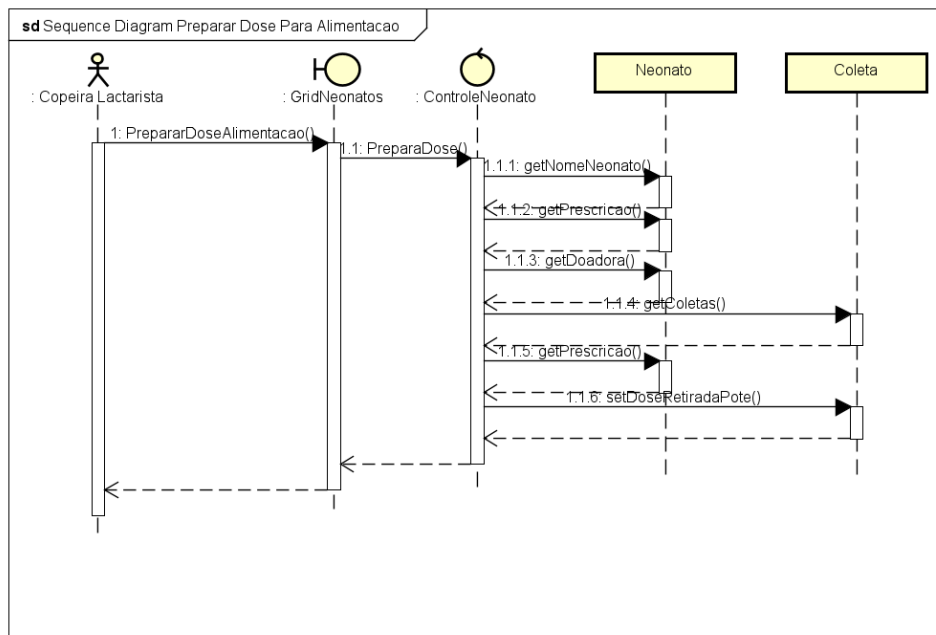 sd Sequence Diagram Preparar Dose Para Alimentacao
: Copeira Lactarista
: GridNeonatos
: ControleNeonato
Neonato
Coleta
1: PrepararDoseAlimentacao()
1.1: PreparaDose()
1.1.1: getNomeNeonato()
1.1.2: getPrescricao()
1.1.3: getDoadora()
1.1.4: getColetas()
1.1.5: getPrescricao()
1.1.6: setDoseRetiradaPote()